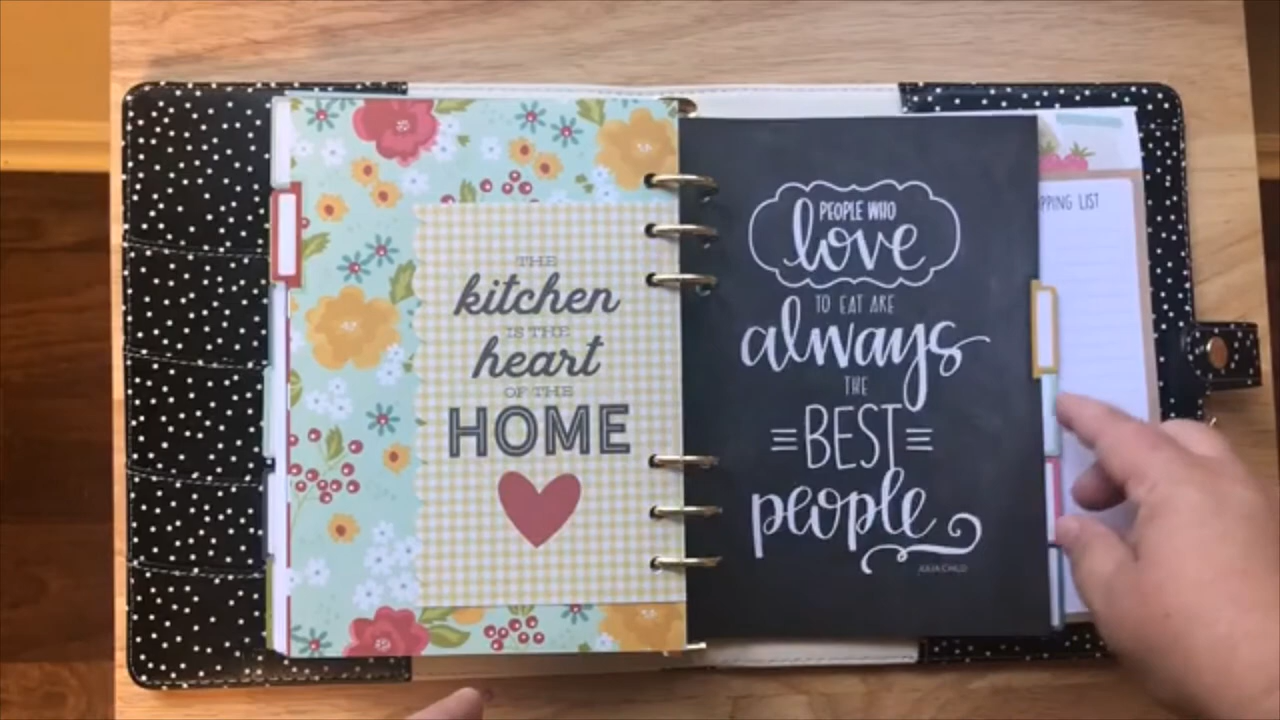 THE
kitchen
IS THE
heart
OF THE
HOME
PEOPLE WHO
love
TO EAT ARE
always
THE
BEST
people
JULIA CHILD
PPING LIST